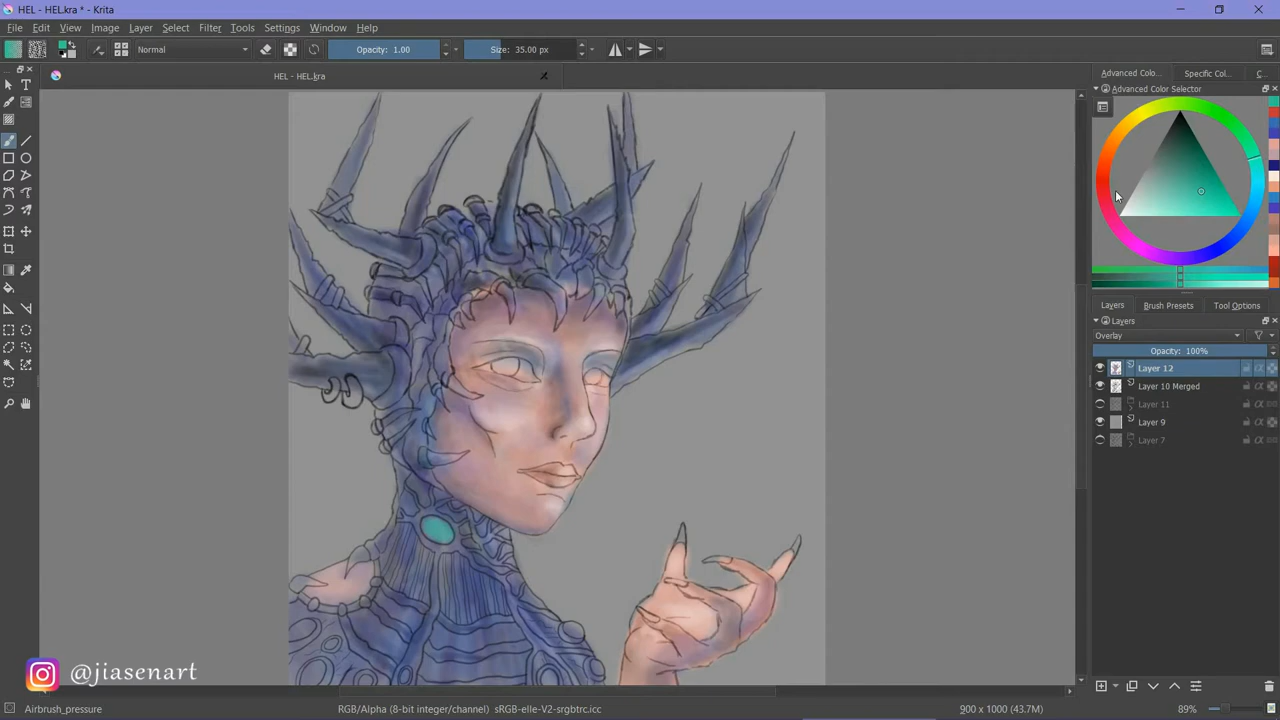 HEL - HEL.kra * - Krita
File Edit View Image Layer Select Filter Tools Settings Window Help
Normal Opacity: 1.00 Size: 35.00 px
HEL - HEL.kra
Advanced Colo... Specific Col... C...
Advanced Color Selector
Layers Brush Presets Tool Options
Layers
Overlay
Opacity: 100%
Layer 12
Layer 10 Merged
Layer 11
Layer 9
Layer 7
@jiasenart
Airbrush_pressure RGB/Alpha (8-bit integer/channel) sRGB-elle-V2-srgbtrc.icc 900 x 1000 (43.7M) 89%